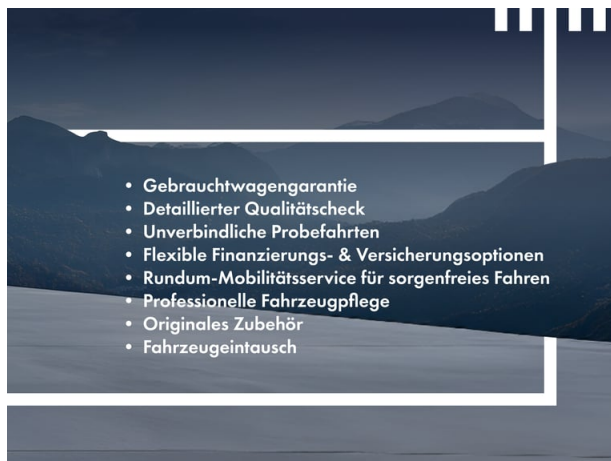 • Gebrauchtwagengarantie
• Detaillierter Qualitätscheck
• Unverbindliche Probefahrten
• Flexible Finanzierungs- & Versicherungsoptionen
• Rundum-Mobilitätsservice für sorgenfreies Fahren
• Professionelle Fahrzeugpflege
• Originales Zubehör
• Fahrzeugeintausch